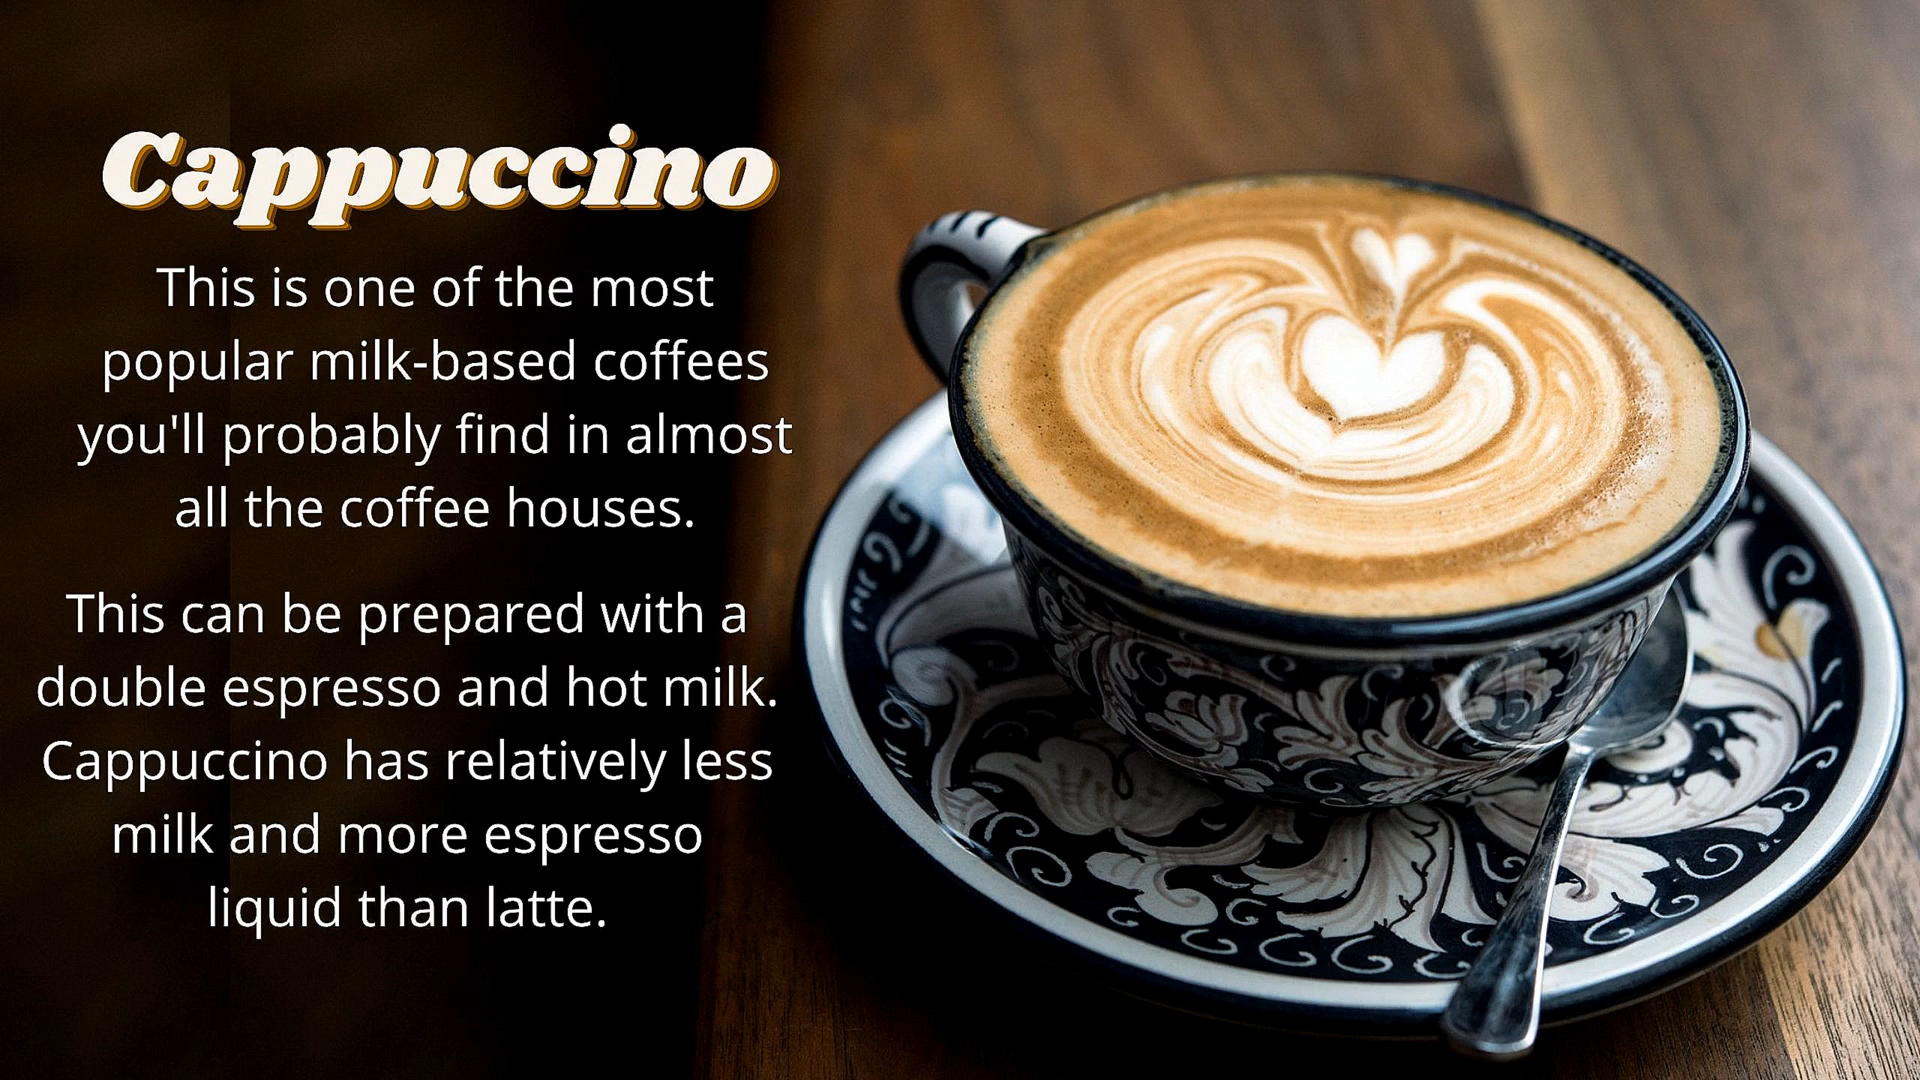 Cappuccino
This is one of the most
popular milk-based coffees
you'll probably find in almost
all the coffee houses.
This can be prepared with a
double espresso and hot milk.
Cappuccino has relatively less
milk and more espresso
liquid than latte.